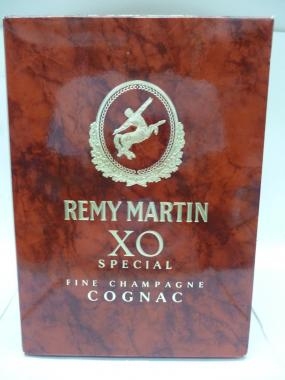 REMY MARTIN
XO
SPECIAL
FINE CHAMPAGNE
COGNAC